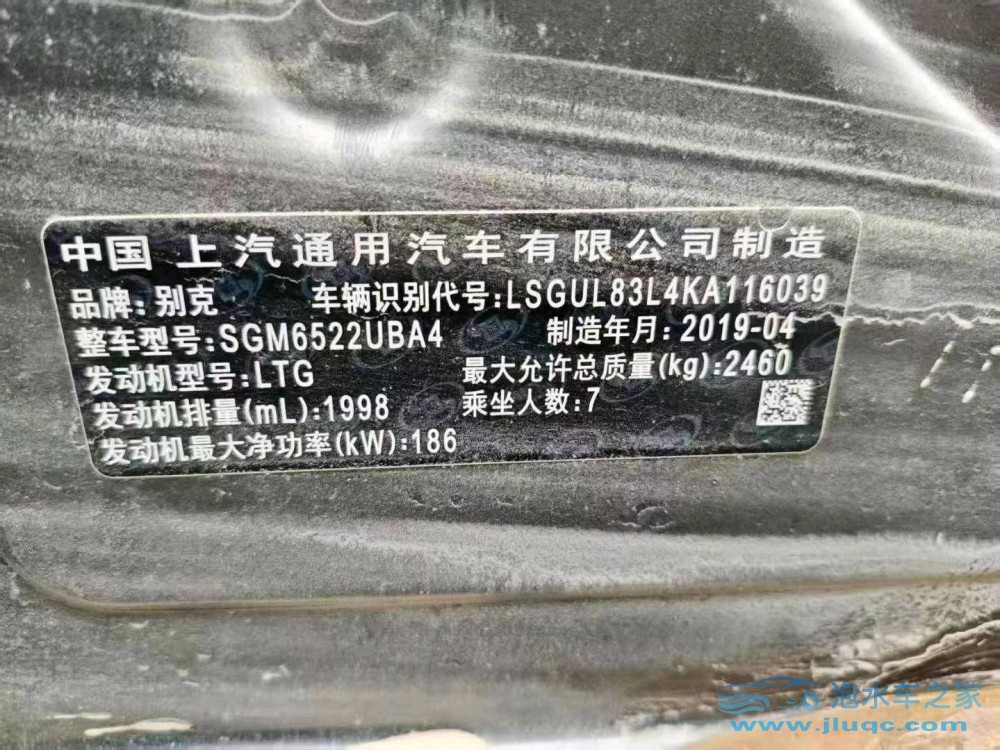 中国 上汽通用汽车有限公司制造
品牌:别克 车辆识别代号:LSGUL83L4KA116039
整车型号:SGM6522UBA4 制造年月:2019-04
发动机型号:LTG 最大允许总质量(kg):2460
发动机排量(mL):1998 乘坐人数:7
发动机最大净功率(kW):186
泡水车之家
www.jluqc.com